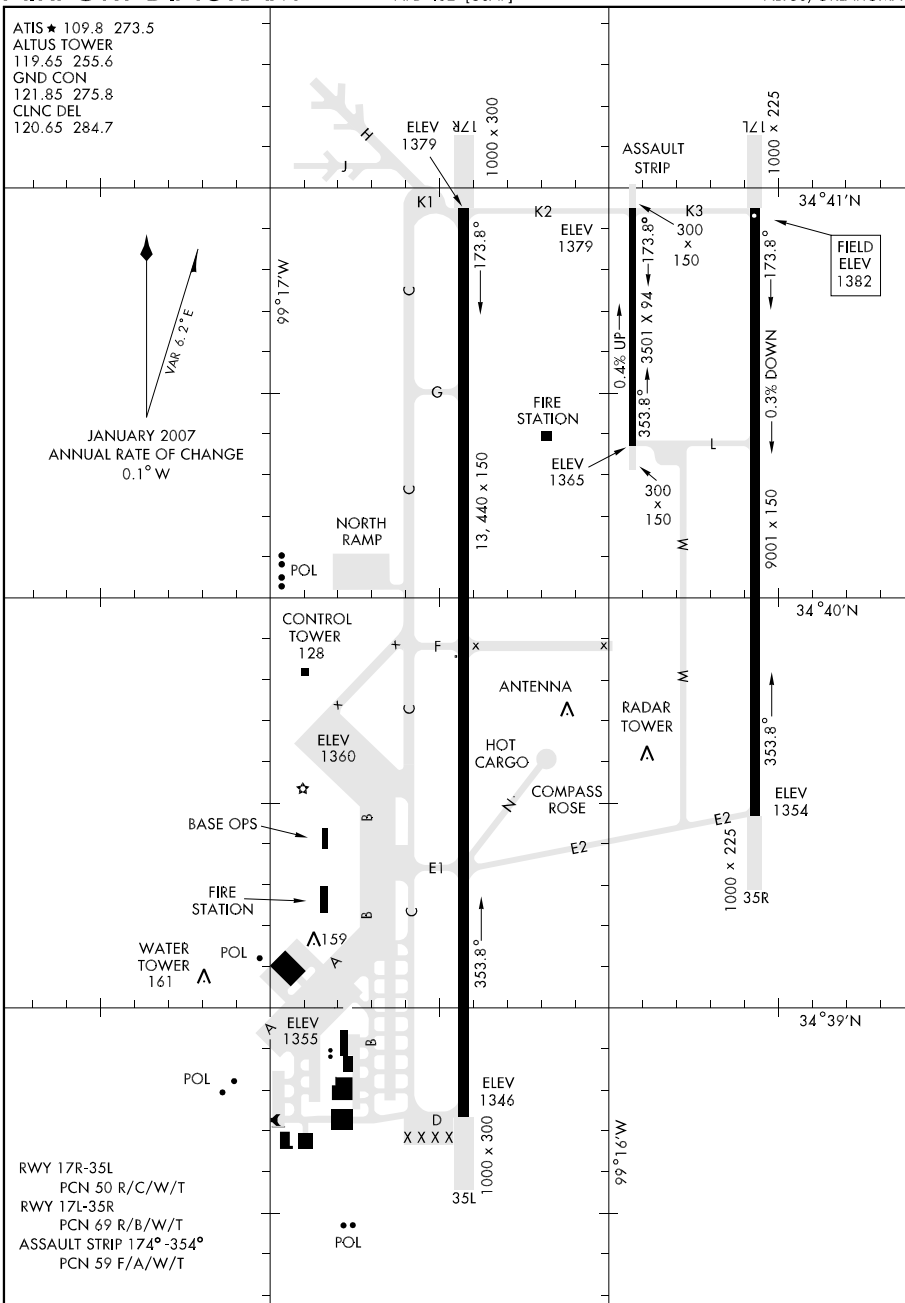 ATIS ★ 109.8 273.5
ALTUS TOWER
119.65 255.6
GND CON
121.85 275.8
CLNC DEL
120.65 284.7
H
J
ELEV
1379
17R
1000 x 300
ASSAULT
STRIP
17L
1000 x 225
34°41'N
K1
K2
K3
ELEV
1379
300
x
150
FIELD
ELEV
1382
VAR 6.2°E
99°17'W
C
173.8°
173.8°
173.8°
3501 X 94
0.4% UP
353.8°
0.3% DOWN
G
JANUARY 2007
ANNUAL RATE OF CHANGE
0.1°W
FIRE
STATION
L
ELEV
1365
300
x
150
C
13, 440 x 150
9001 x 150
NORTH
RAMP
POL
M
34°40'N
CONTROL
TOWER
128
x
F
x
x
M
ANTENNA
C
x
RADAR
TOWER
353.8°
ELEV
1360
HOT
CARGO
COMPASS
ROSE
N
ELEV
1354
B
BASE OPS
E1
E2
E2
1000 x 225
35R
FIRE
STATION
B
C
353.8°
159
POL
WATER
TOWER
161
A
34°39'N
A
ELEV
1355
B
POL
ELEV
1346
D
X X X X
1000 x 300
35L
99°16'W
RWY 17R-35L
PCN 50 R/C/W/T
RWY 17L-35R
PCN 69 R/B/W/T
ASSAULT STRIP 174°-354°
PCN 59 F/A/W/T
POL